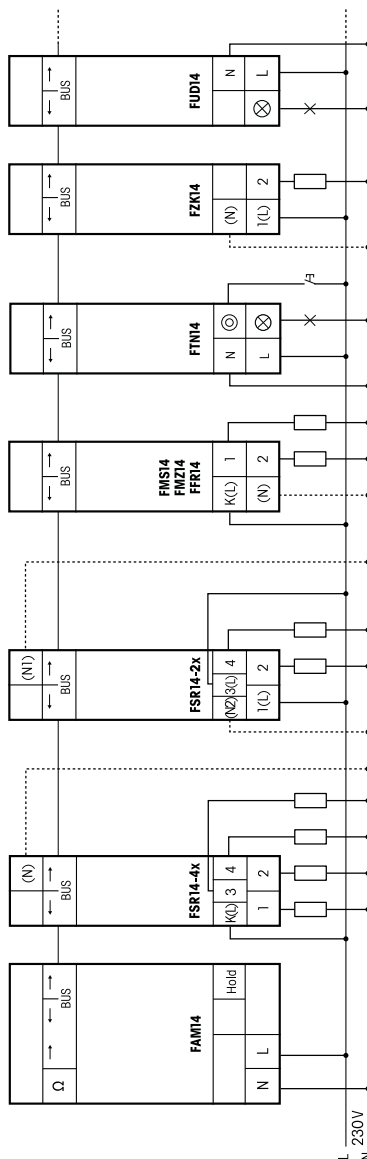 Ω
BUS
FAM14
Hold
N L
(N)
BUS
FSR14-4x
K(L) 3 4
1 2
(N1)
BUS
FSR14-2x
(N2) 3(L) 4
1(L) 2
BUS
FMS14
FMZ14
FFR14
K(L) 1
(N) 2
BUS
FTN14
N
L
BUS
FZK14
(N)
1(L) 2
BUS
FUD14
N
L
L
230V
N